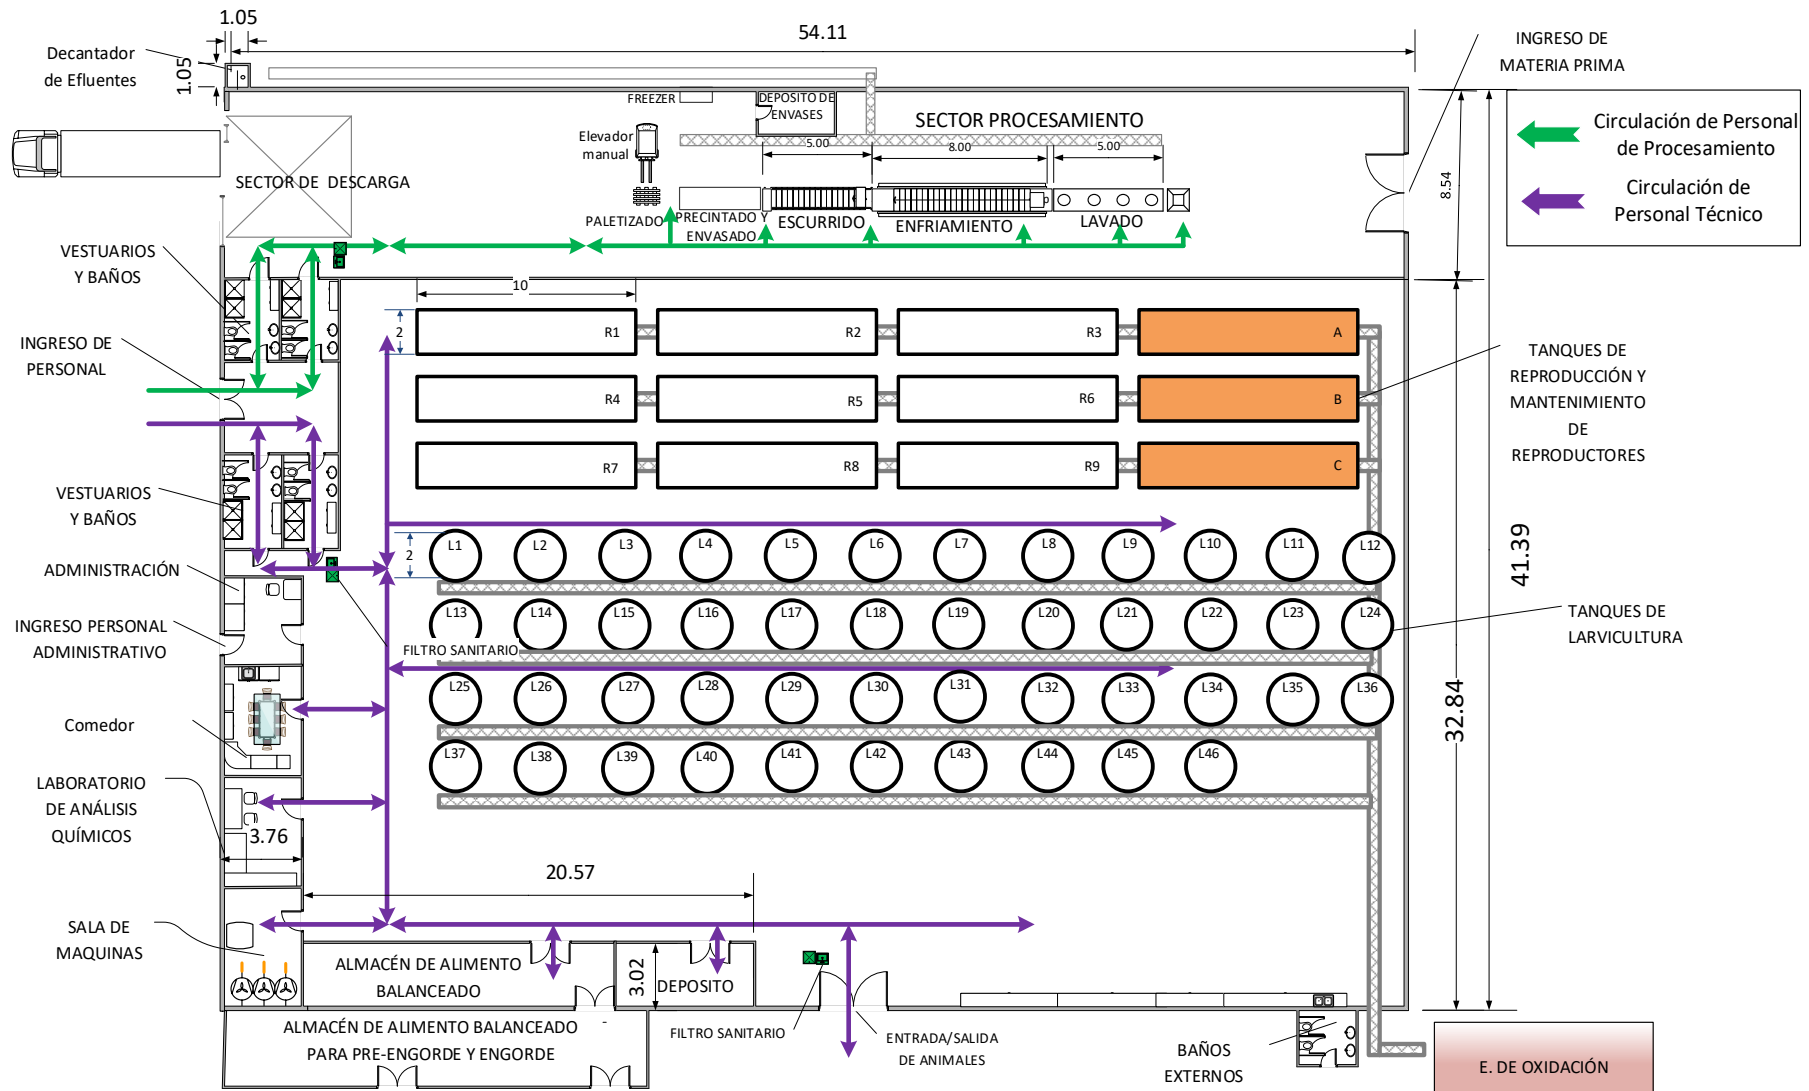 1.05
54.11
Decantador
de Efluentes
1.05
INGRESO DE
MATERIA PRIMA
FREEZER
DEPOSITO DE
ENVASES
SECTOR PROCESAMIENTO
Elevador
manual
5.00
8.00
5.00
Circulación de Personal
de Procesamiento
Circulación de
Personal Técnico
SECTOR DE DESCARGA
8.54
PALETIZADO
PRECINTADO Y
ENVASADO
ESCURRIDO
ENFRIAMIENTO
LAVADO
VESTUARIOS
Y BAÑOS
10
2
R1
R2
R3
A
INGRESO DE
PERSONAL
TANQUES DE
REPRODUCCIÓN Y
MANTENIMIENTO
DE
REPRODUCTORES
R4
R5
R6
B
R7
R8
R9
C
VESTUARIOS
Y BAÑOS
2
L1
L2
L3
L4
L5
L6
L7
L8
L9
L10
L11
L12
41.39
ADMINISTRACIÓN
L13
L14
L15
L16
L17
L18
L19
L20
L21
L22
L23
L24
TANQUES DE
LARVICULTURA
INGRESO PERSONAL
ADMINISTRATIVO
FILTRO SANITARIO
L25
L26
L27
L28
L29
L30
L31
L32
L33
L34
L35
L36
32.84
Comedor
L37
L38
L39
L40
L41
L42
L43
L44
L45
L46
LABORATORIO
DE ANÁLISIS
QUÍMICOS
3.76
20.57
SALA DE
MAQUINAS
ALMACÉN DE ALIMENTO
BALANCEADO
3.02
DEPOSITO
ALMACÉN DE ALIMENTO BALANCEADO
PARA PRE-ENGORDE Y ENGORDE
FILTRO SANITARIO
ENTRADA/SALIDA
DE ANIMALES
BAÑOS
EXTERNOS
E. DE OXIDACIÓN